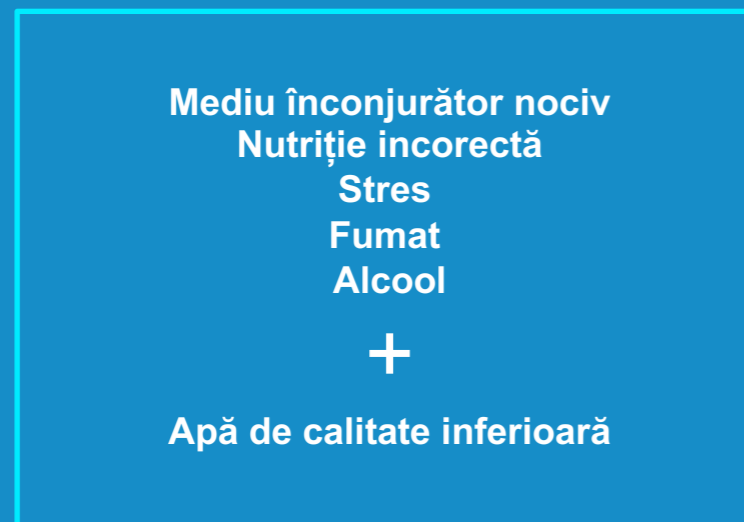 Mediu înconjurător nociv
Nutriție incorectă
Stres
Fumat
Alcool
+
Apă de calitate inferioară